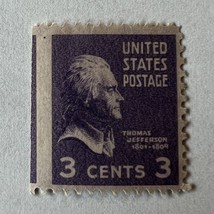 UNITED
STATES
POSTAGE
THOMAS
JEFFERSON
1801-1809
3 CENTS 3